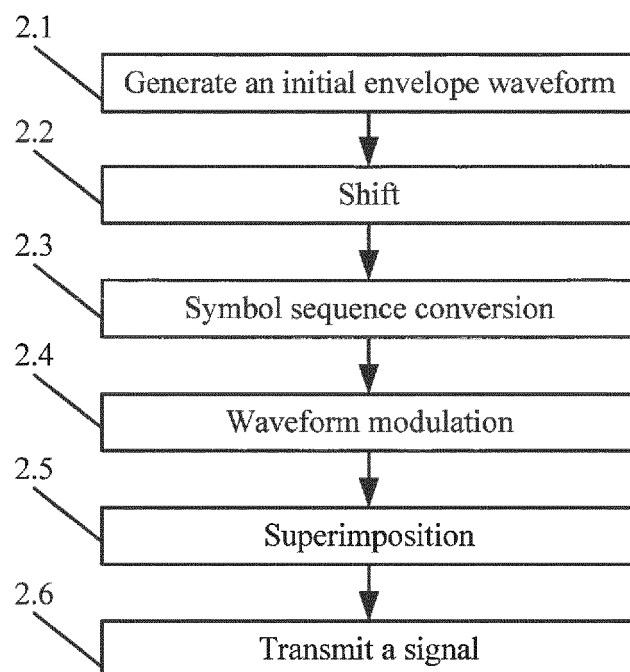 2.1
Generate an initial envelope waveform
2.2
Shift
2.3
Symbol sequence conversion
2.4
Waveform modulation
2.5
Superimposition
2.6
Transmit a signal